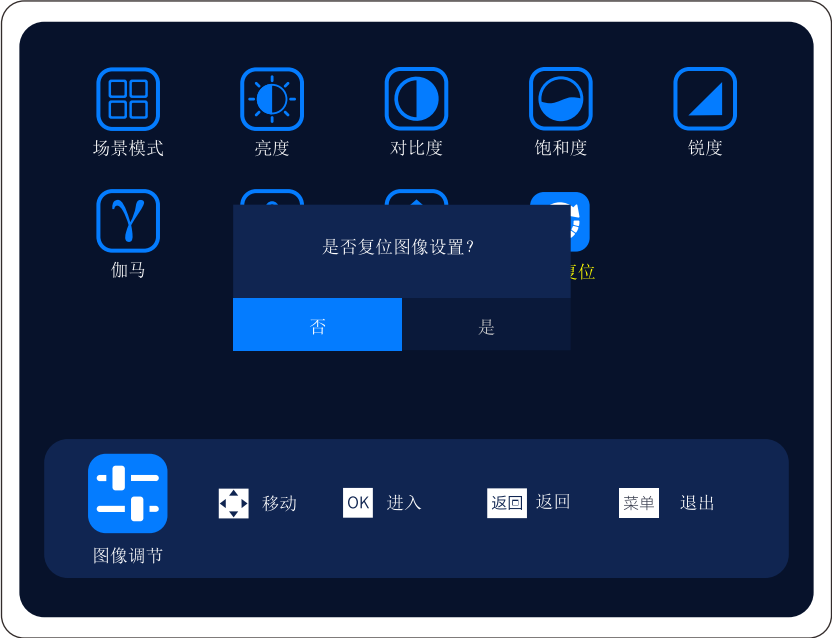 场景模式
亮度
对比度
饱和度
锐度
γ
伽马
复位
是否复位图像设置？
否
是
图像调节
移动
OK
进入
返回
返回
菜单
退出